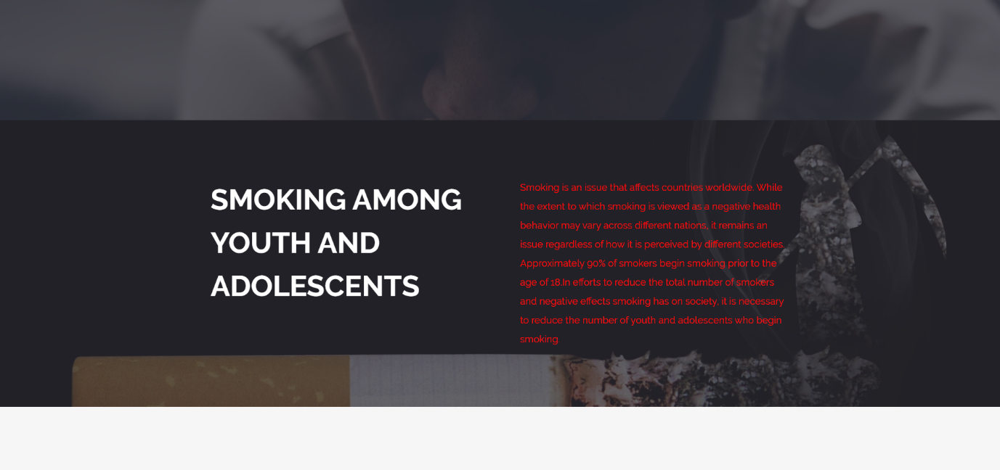 SMOKING AMONG
YOUTH AND
ADOLESCENTS
Smoking is an issue that affects countries worldwide. While
the extent to which smoking is viewed as a negative health
behavior may vary across different nations, it remains an
issue regardless of how it is perceived by different societies.
Approximately 90% of smokers begin smoking prior to the
age of 18.In efforts to reduce the total number of smokers
and negative effects smoking has on society, it is necessary
to reduce the number of youth and adolescents who begin
smoking.